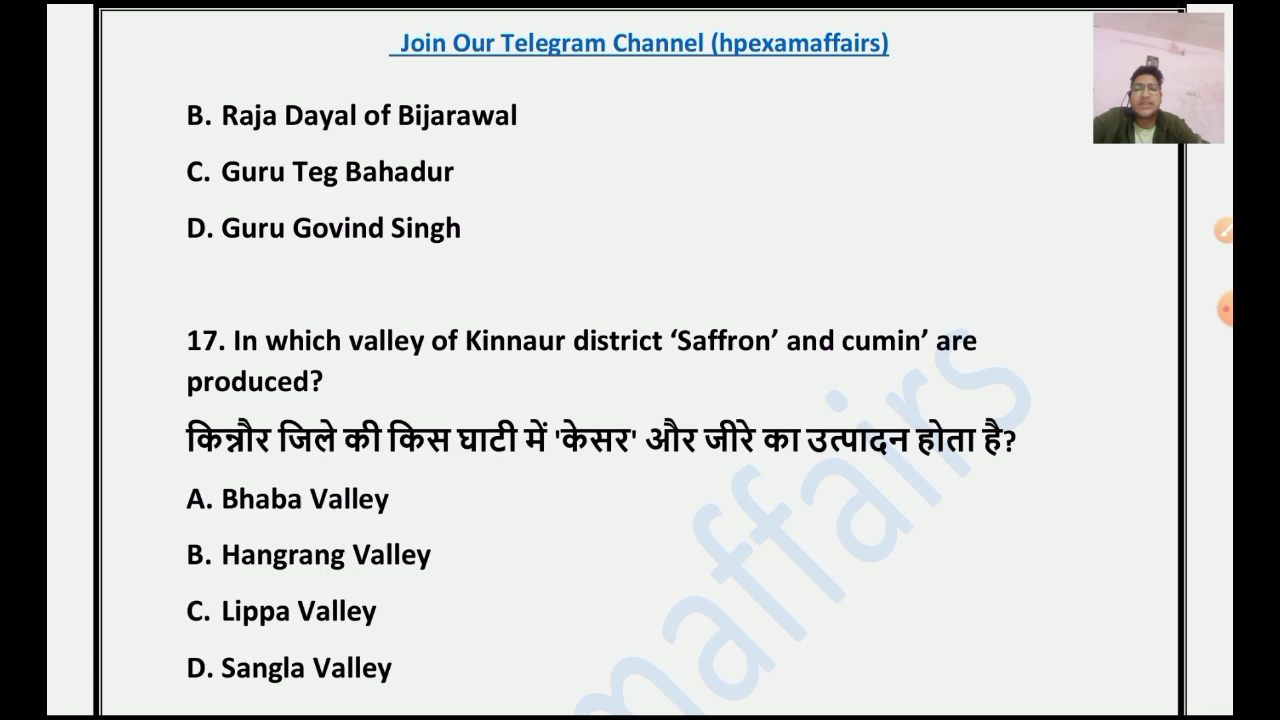 Join Our Telegram Channel (hpexamaffairs)
B. Raja Dayal of Bijarawal
C. Guru Teg Bahadur
D. Guru Govind Singh
17. In which valley of Kinnaur district ‘Saffron’ and cumin’ are
produced?
किन्नौर जिले की किस घाटी में 'केसर' और जीरे का उत्पादन होता है?
A. Bhaba Valley
B. Hangrang Valley
C. Lippa Valley
D. Sangla Valley
maffairs